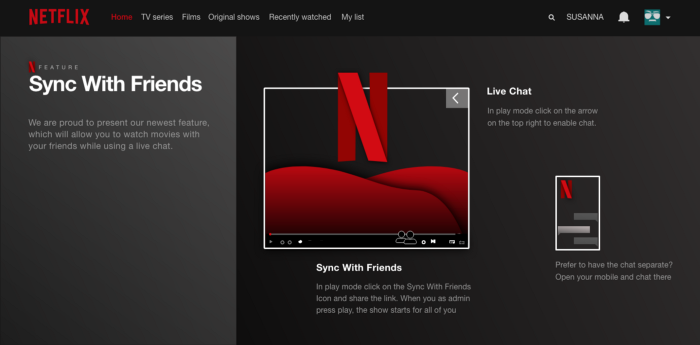 NETFLIX
Home TV series Films Original shows Recently watched My list
SUSANNA
N FEATURE
Sync With Friends
We are proud to present our newest feature,
which will allow you to watch movies with
your friends while using a live chat.
N
Live Chat
In play mode click on the arrow
on the top right to enable chat.
Sync With Friends
In play mode click on the Sync With Friends
Icon and share the link. When you as admin
press play, the show starts for all of you
N
Prefer to have the chat separate?
Open your mobile and chat there